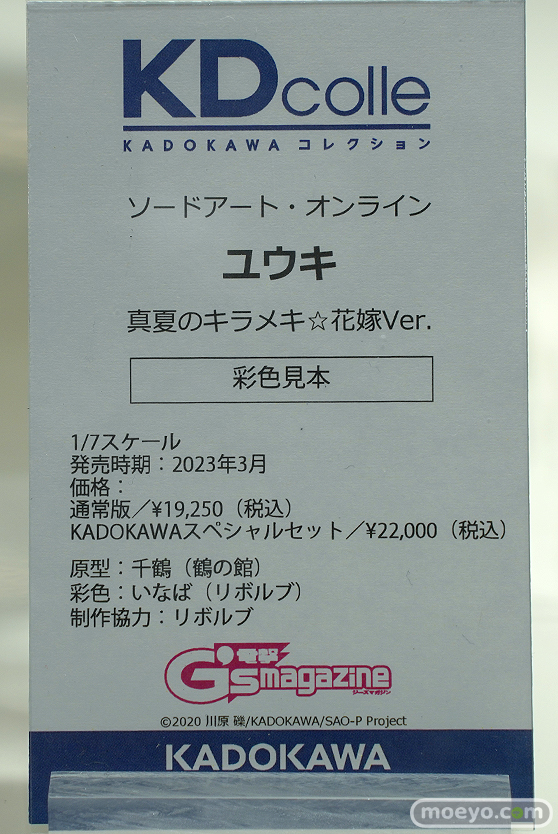 KDcolle
KADOKAWA コレクション
ソードアート・オンライン
ユウキ
真夏のキラメキ☆花嫁Ver.
彩色見本
1/7スケール
発売時期：2023年3月
価格：
通常版／¥19,250（税込）
KADOKAWAスペシャルセット／¥22,000（税込）
原型：千鶴（鶴の館）
彩色：いなば（リボルブ）
制作協力：リボルブ
電撃
G'smagazine
ジーズマガジン
©2020 川原 礫/KADOKAWA/SAO-P Project
KADOKAWA
moeyo.com